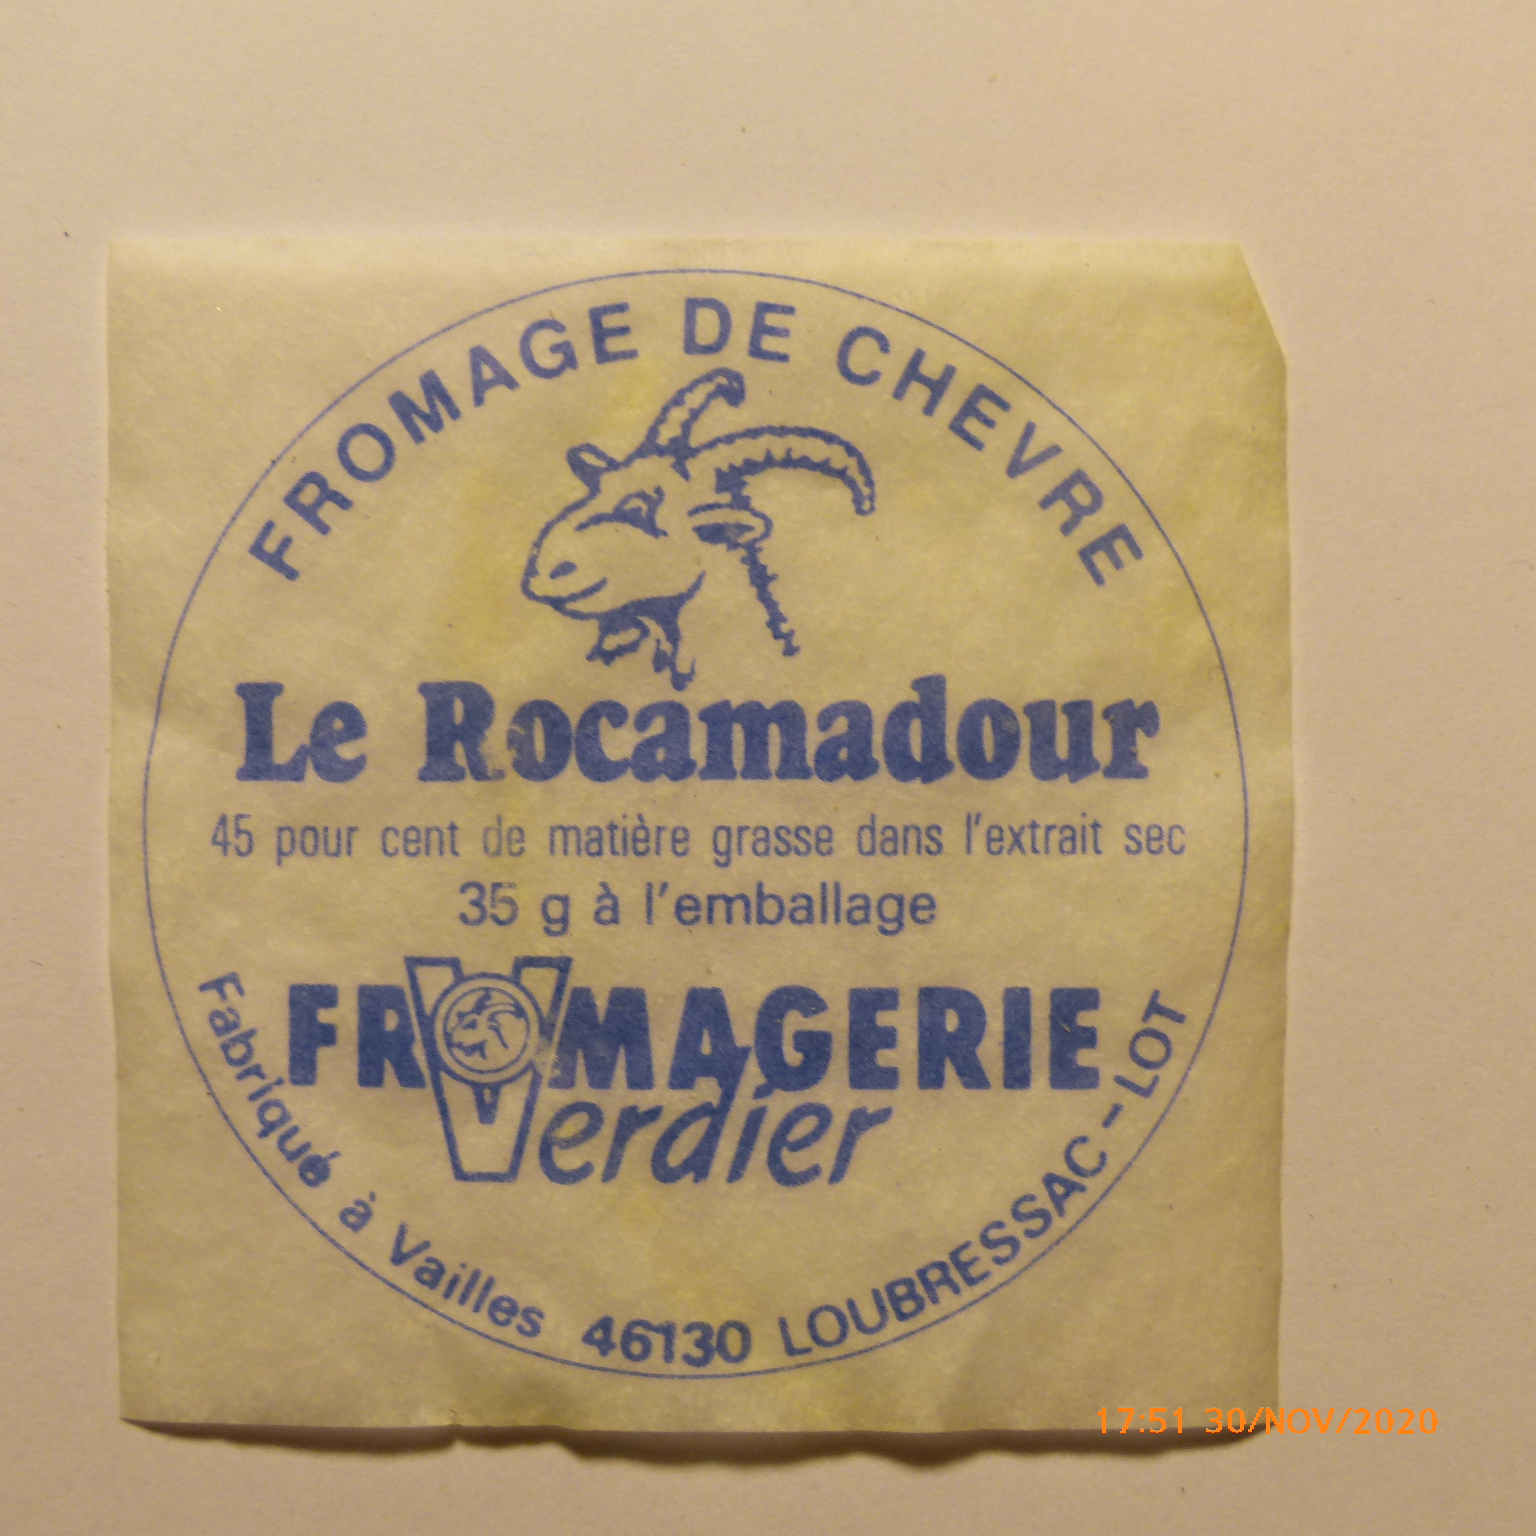 FROMAGE DE CHEVRE
Le Rocamadour
45 pour cent de matière grasse dans l'extrait sec
35 g à l'emballage
FROMAGERIE
Verdier
Fabriqué à Vailles 46130 LOUBRESSAC - LOT
17:51 30/NOV/2020